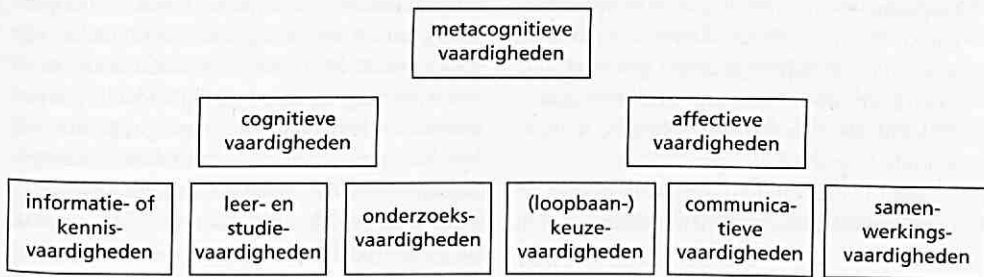 metacognitieve
vaardigheden
cognitieve
vaardigheden
affectieve
vaardigheden
informatie- of
kennis-
vaardigheden
leer- en
studie-
vaardigheden
onderzoeks-
vaardigheden
(loopbaan-)
keuze-
vaardigheden
communica-
tieve
vaardigheden
samen-
werkings-
vaardigheden